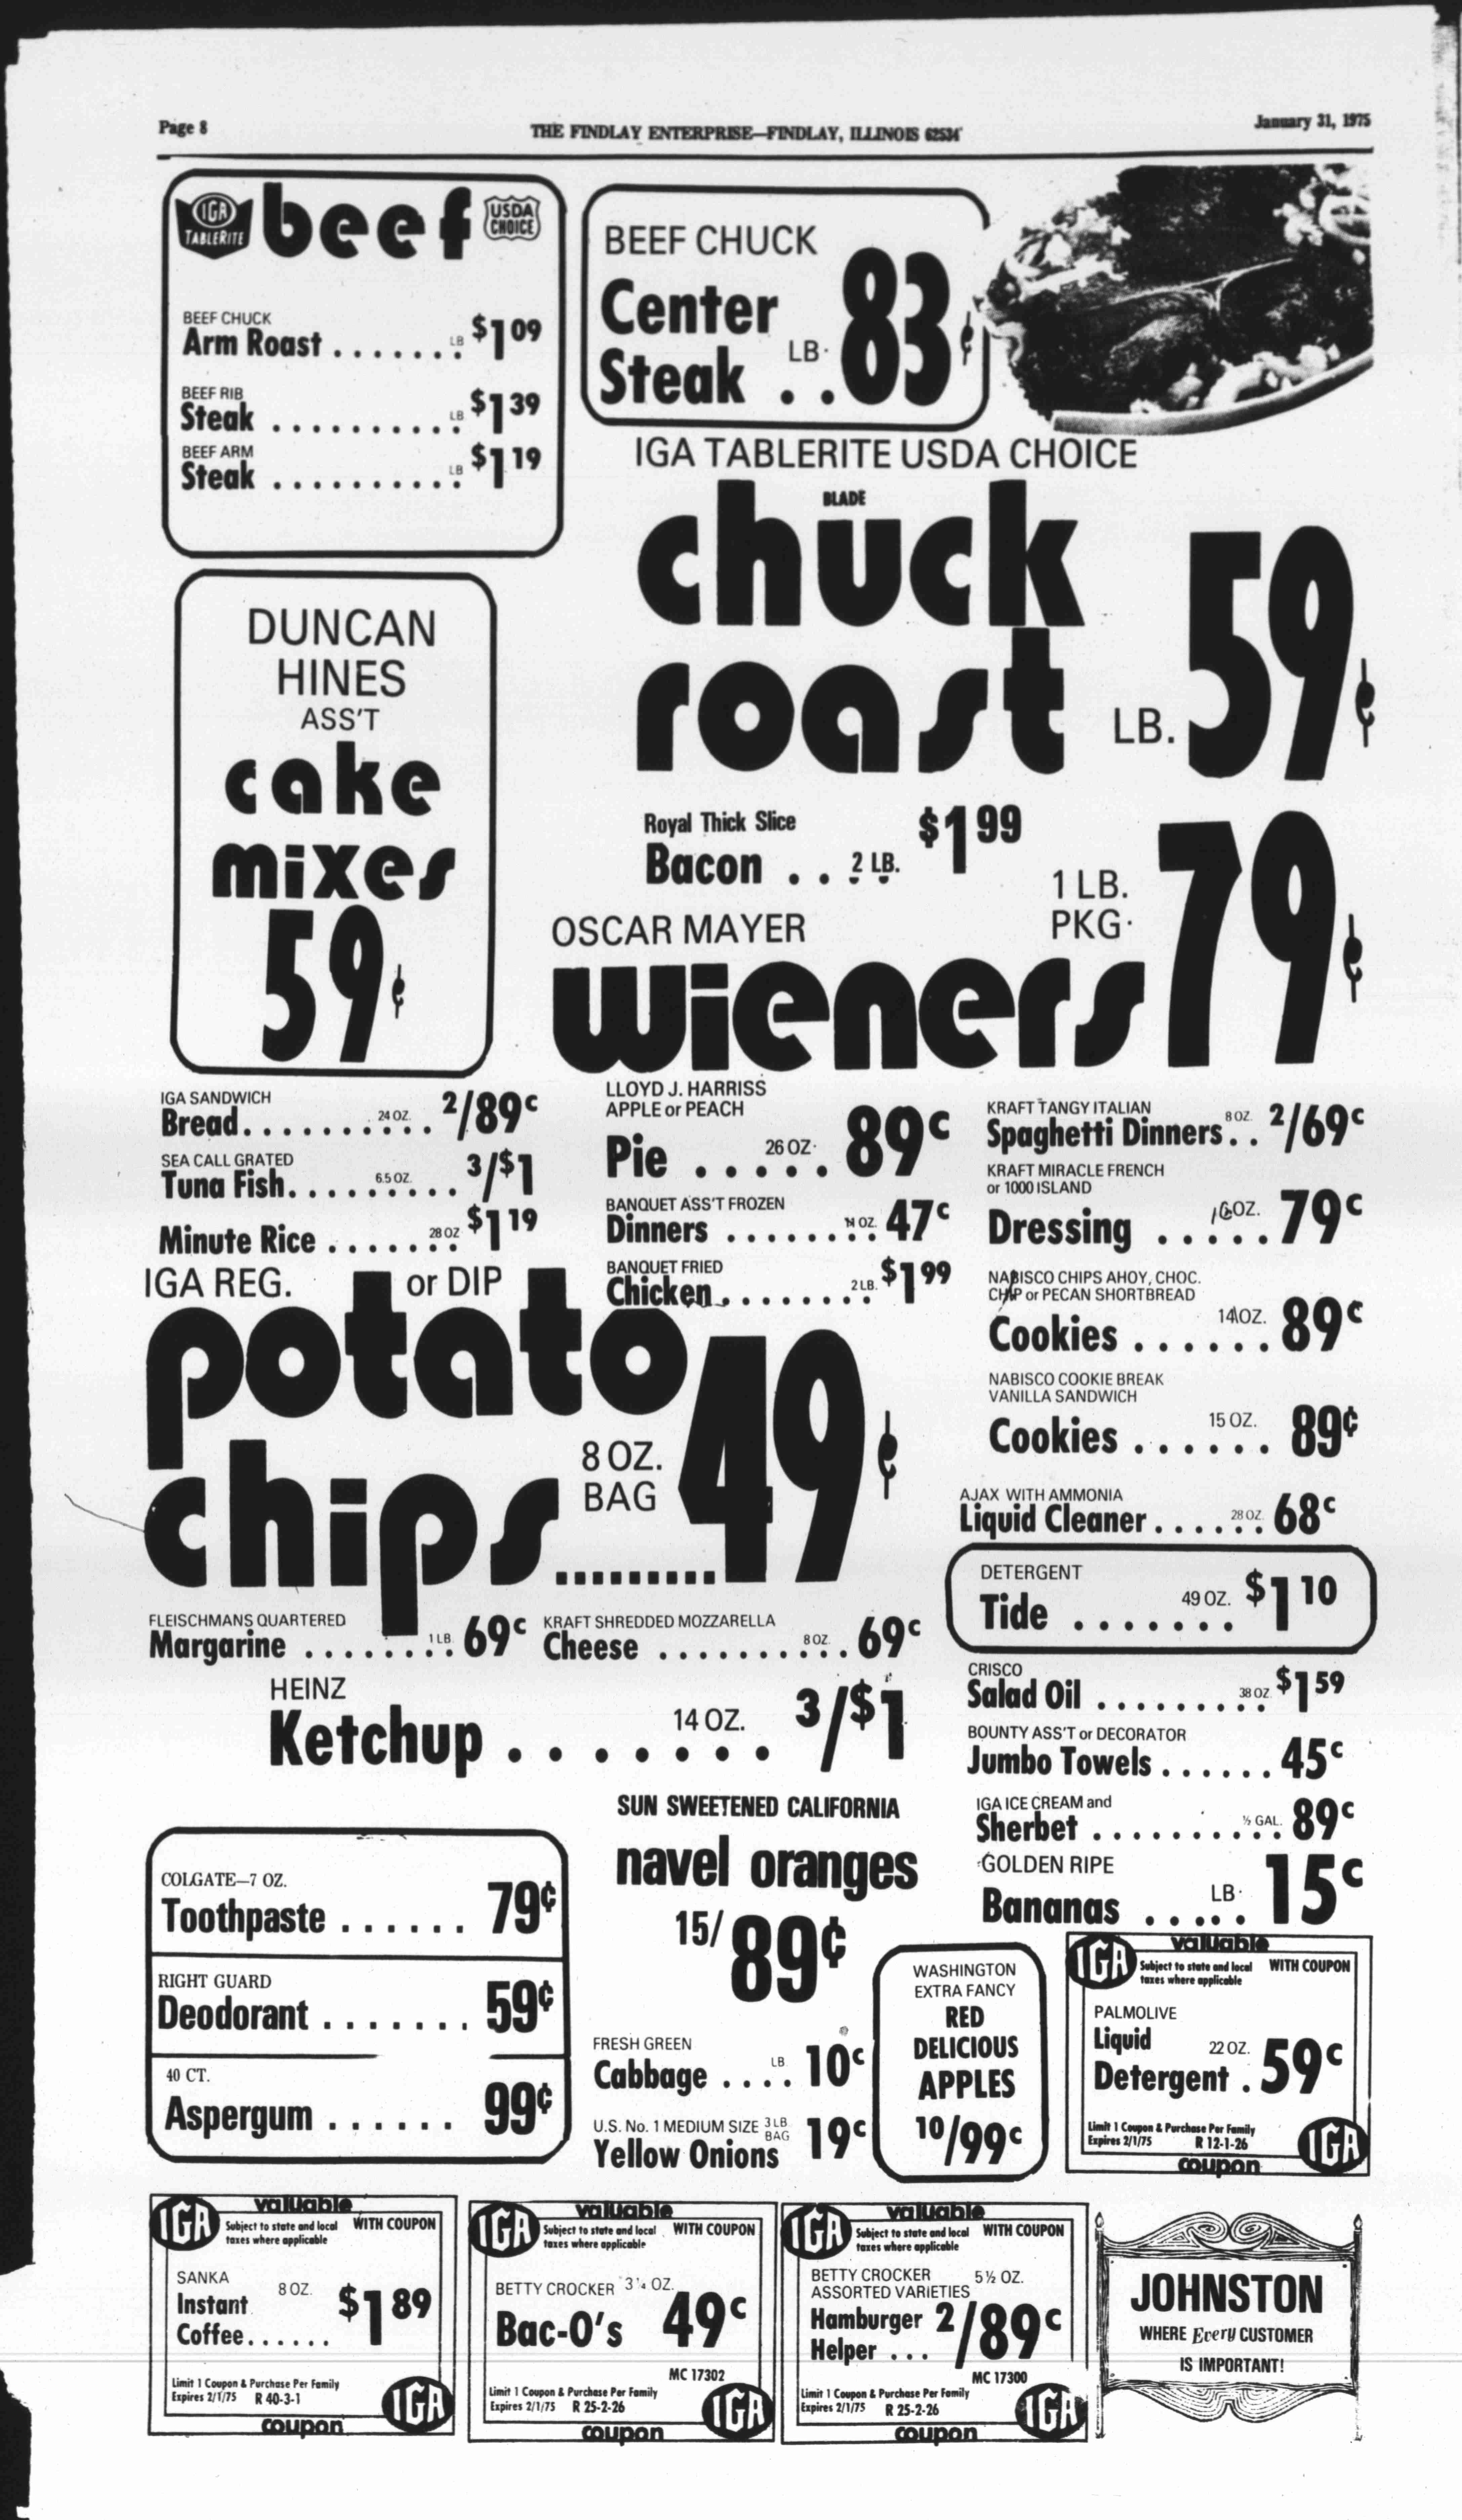 Page 8
THE FINDLAY ENTERPRISE—FINDLAY, ILLINOIS 62534
January 31, 1975
IGA
TABLERITE
beef
USDA
CHOICE
BEEF CHUCK
Arm Roast . . . . . . . LB $1 09
BEEF RIB
Steak . . . . . . . . . . LB $1 39
BEEF ARM
Steak . . . . . . . . . . LB $1 19
BEEF CHUCK
Center
Steak . . LB. 83¢
IGA TABLERITE USDA CHOICE
BLADE
chuck
roast LB. 59¢
DUNCAN
HINES
ASS'T
cake
mixes
59¢
Royal Thick Slice
Bacon . . . . 2 LB. $1 99
OSCAR MAYER
wieners
1 LB.
PKG. 79¢
IGA SANDWICH
Bread. . . . . . . . . . 24 OZ. 2/89c
SEA CALL GRATED
Tuna Fish. . . . . . . . . 6.5 OZ. 3/$1
Minute Rice . . . . . . . 28 OZ $1 19
LLOYD J. HARRISS
APPLE or PEACH
Pie . . . . . 26 OZ. 89c
BANQUET ASS'T FROZEN
Dinners . . . . . . . . 11 OZ. 47c
BANQUET FRIED
Chicken . . . . . . . . 2 LB. $1 99
KRAFT TANGY ITALIAN
Spaghetti Dinners . . 8 OZ. 2/69c
KRAFT MIRACLE FRENCH
or 1000 ISLAND
Dressing . . . . . 16 OZ. 79c
NABISCO CHIPS AHOY, CHOC.
CHIP or PECAN SHORTBREAD
Cookies . . . . . . 14 OZ. 89c
NABISCO COOKIE BREAK
VANILLA SANDWICH
Cookies . . . . . . 15 OZ. 89¢
AJAX WITH AMMONIA
Liquid Cleaner . . . . . . 28 OZ. 68c
DETERGENT
Tide . . . . . . . 49 OZ. $1 10
IGA REG. or DIP
potato
chips......... 8 OZ.
BAG 49¢
FLEISCHMANS QUARTERED
Margarine . . . . . . . . 1 LB. 69c
KRAFT SHREDDED MOZZARELLA
Cheese . . . . . . . . . . 8 OZ. 69c
HEINZ
Ketchup . . . . . . . 14 OZ. 3/$1
CRISCO
Salad Oil . . . . . . . . . 38 OZ. $1 59
BOUNTY ASS'T or DECORATOR
Jumbo Towels . . . . . . 45c
IGA ICE CREAM and
Sherbet . . . . . . . . . . ½ GAL. 89c
GOLDEN RIPE
Bananas . . . . . LB. 15c
COLGATE—7 OZ.
Toothpaste . . . . . . 79¢
RIGHT GUARD
Deodorant . . . . . . . 59¢
40 CT.
Aspergum . . . . . . 99¢
SUN SWEETENED CALIFORNIA
navel oranges
15/89¢
FRESH GREEN
Cabbage . . . . LB 10c
U.S. No. 1 MEDIUM SIZE 3 LB
BAG
Yellow Onions 19c
WASHINGTON
EXTRA FANCY
RED
DELICIOUS
APPLES
10/99c
IGA valuable
Subject to state and local WITH COUPON
taxes where applicable
PALMOLIVE
Liquid 22 OZ.
Detergent . 59c
Limit 1 Coupon & Purchase Per Family
Expires 2/1/75 R 12-1-26
coupon IGA
IGA valuable
Subject to state and local WITH COUPON
taxes where applicable
SANKA
Instant 8 OZ.
Coffee. . . . . . $1 89
Limit 1 Coupon & Purchase Per Family
Expires 2/1/75 R 40-3-1
coupon IGA
IGA valuable
Subject to state and local WITH COUPON
taxes where applicable
BETTY CROCKER 3¼ OZ.
Bac-O's 49c
MC 17302
Limit 1 Coupon & Purchase Per Family
Expires 2/1/75 R 25-2-26
coupon IGA
IGA valuable
Subject to state and local WITH COUPON
taxes where applicable
BETTY CROCKER 5½ OZ.
ASSORTED VARIETIES
Hamburger
Helper . . . 2/89c
MC 17300
Limit 1 Coupon & Purchase Per Family
Expires 2/1/75 R 25-2-26
coupon IGA
JOHNSTON
WHERE Every CUSTOMER
IS IMPORTANT!